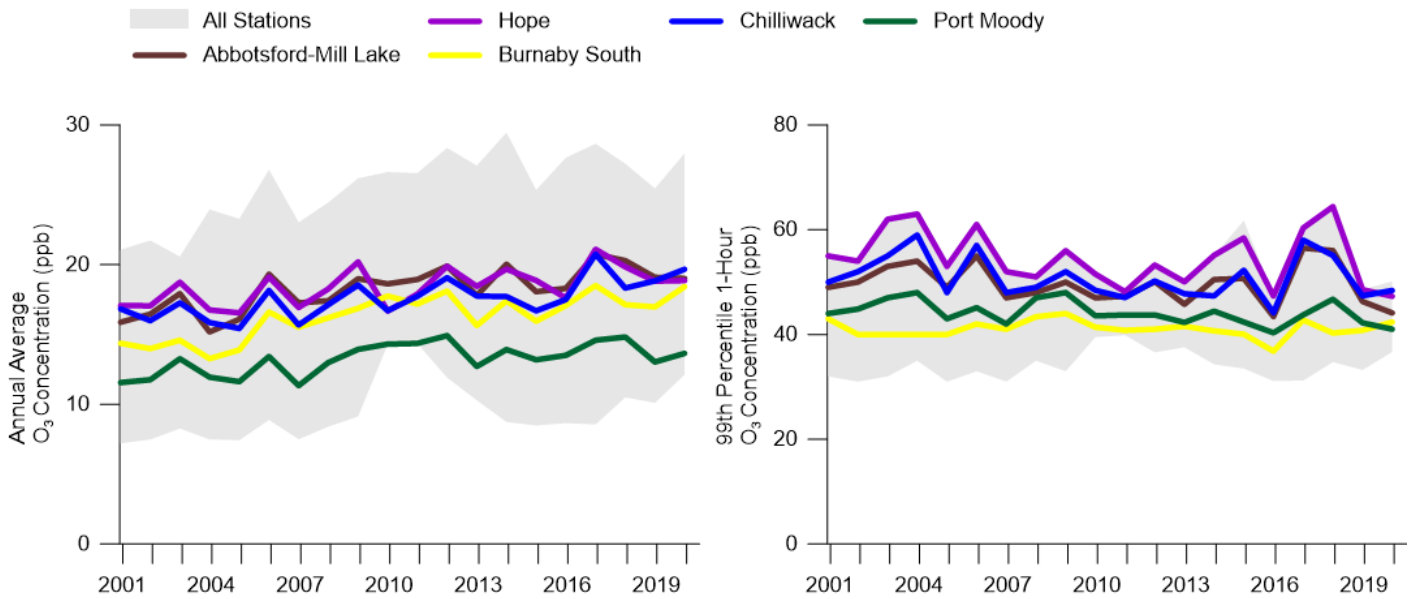 All Stations Hope Chilliwack Port Moody
Abbotsford-Mill Lake Burnaby South
Annual Average
O₃ Concentration (ppb)
30
20
10
0
2001 2004 2007 2010 2013 2016 2019
99th Percentile 1-Hour
O₃ Concentration (ppb)
80
60
40
20
0
2001 2004 2007 2010 2013 2016 2019